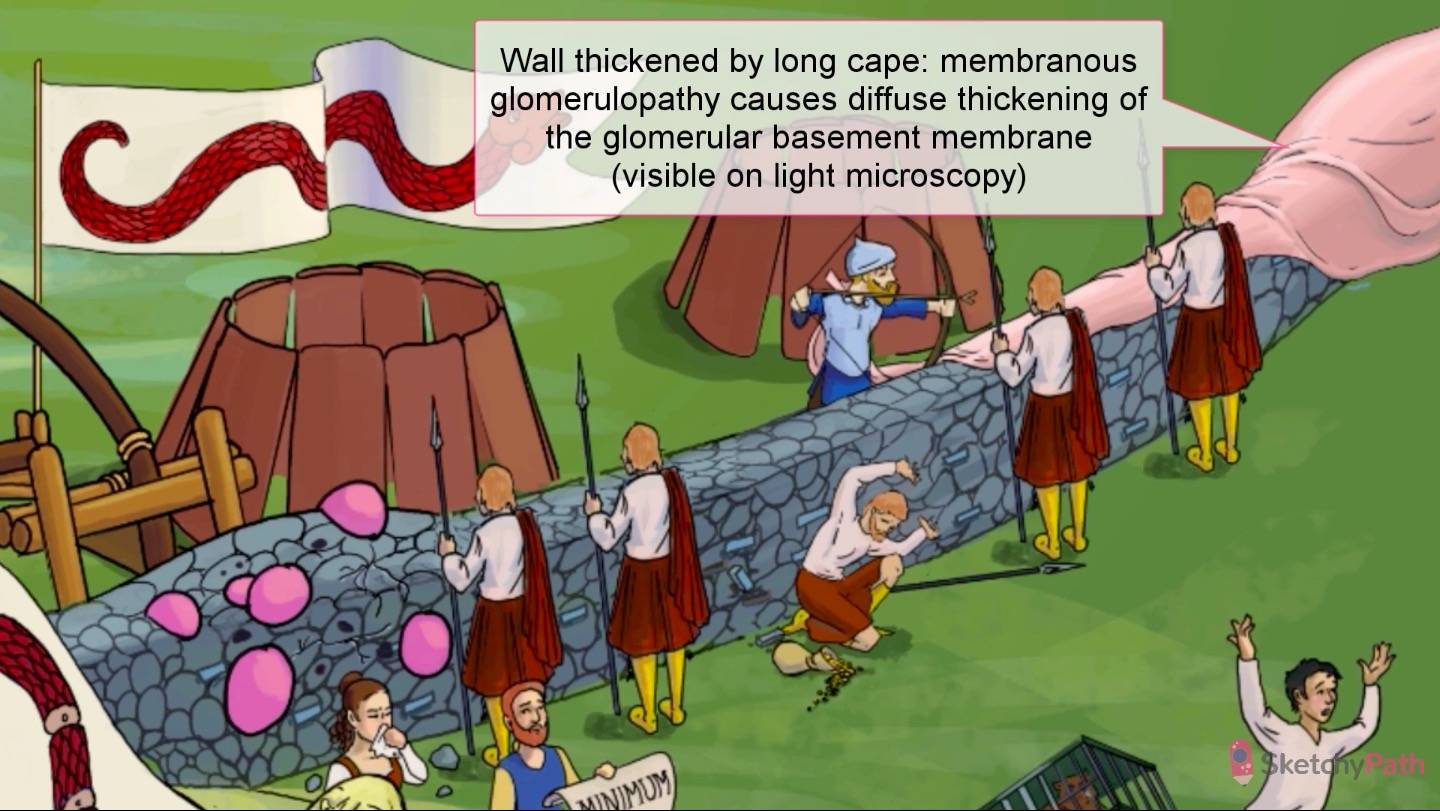 Wall thickened by long cape: membranous
glomerulopathy causes diffuse thickening of
the glomerular basement membrane
(visible on light microscopy)
MINIMUM
SketchyPath